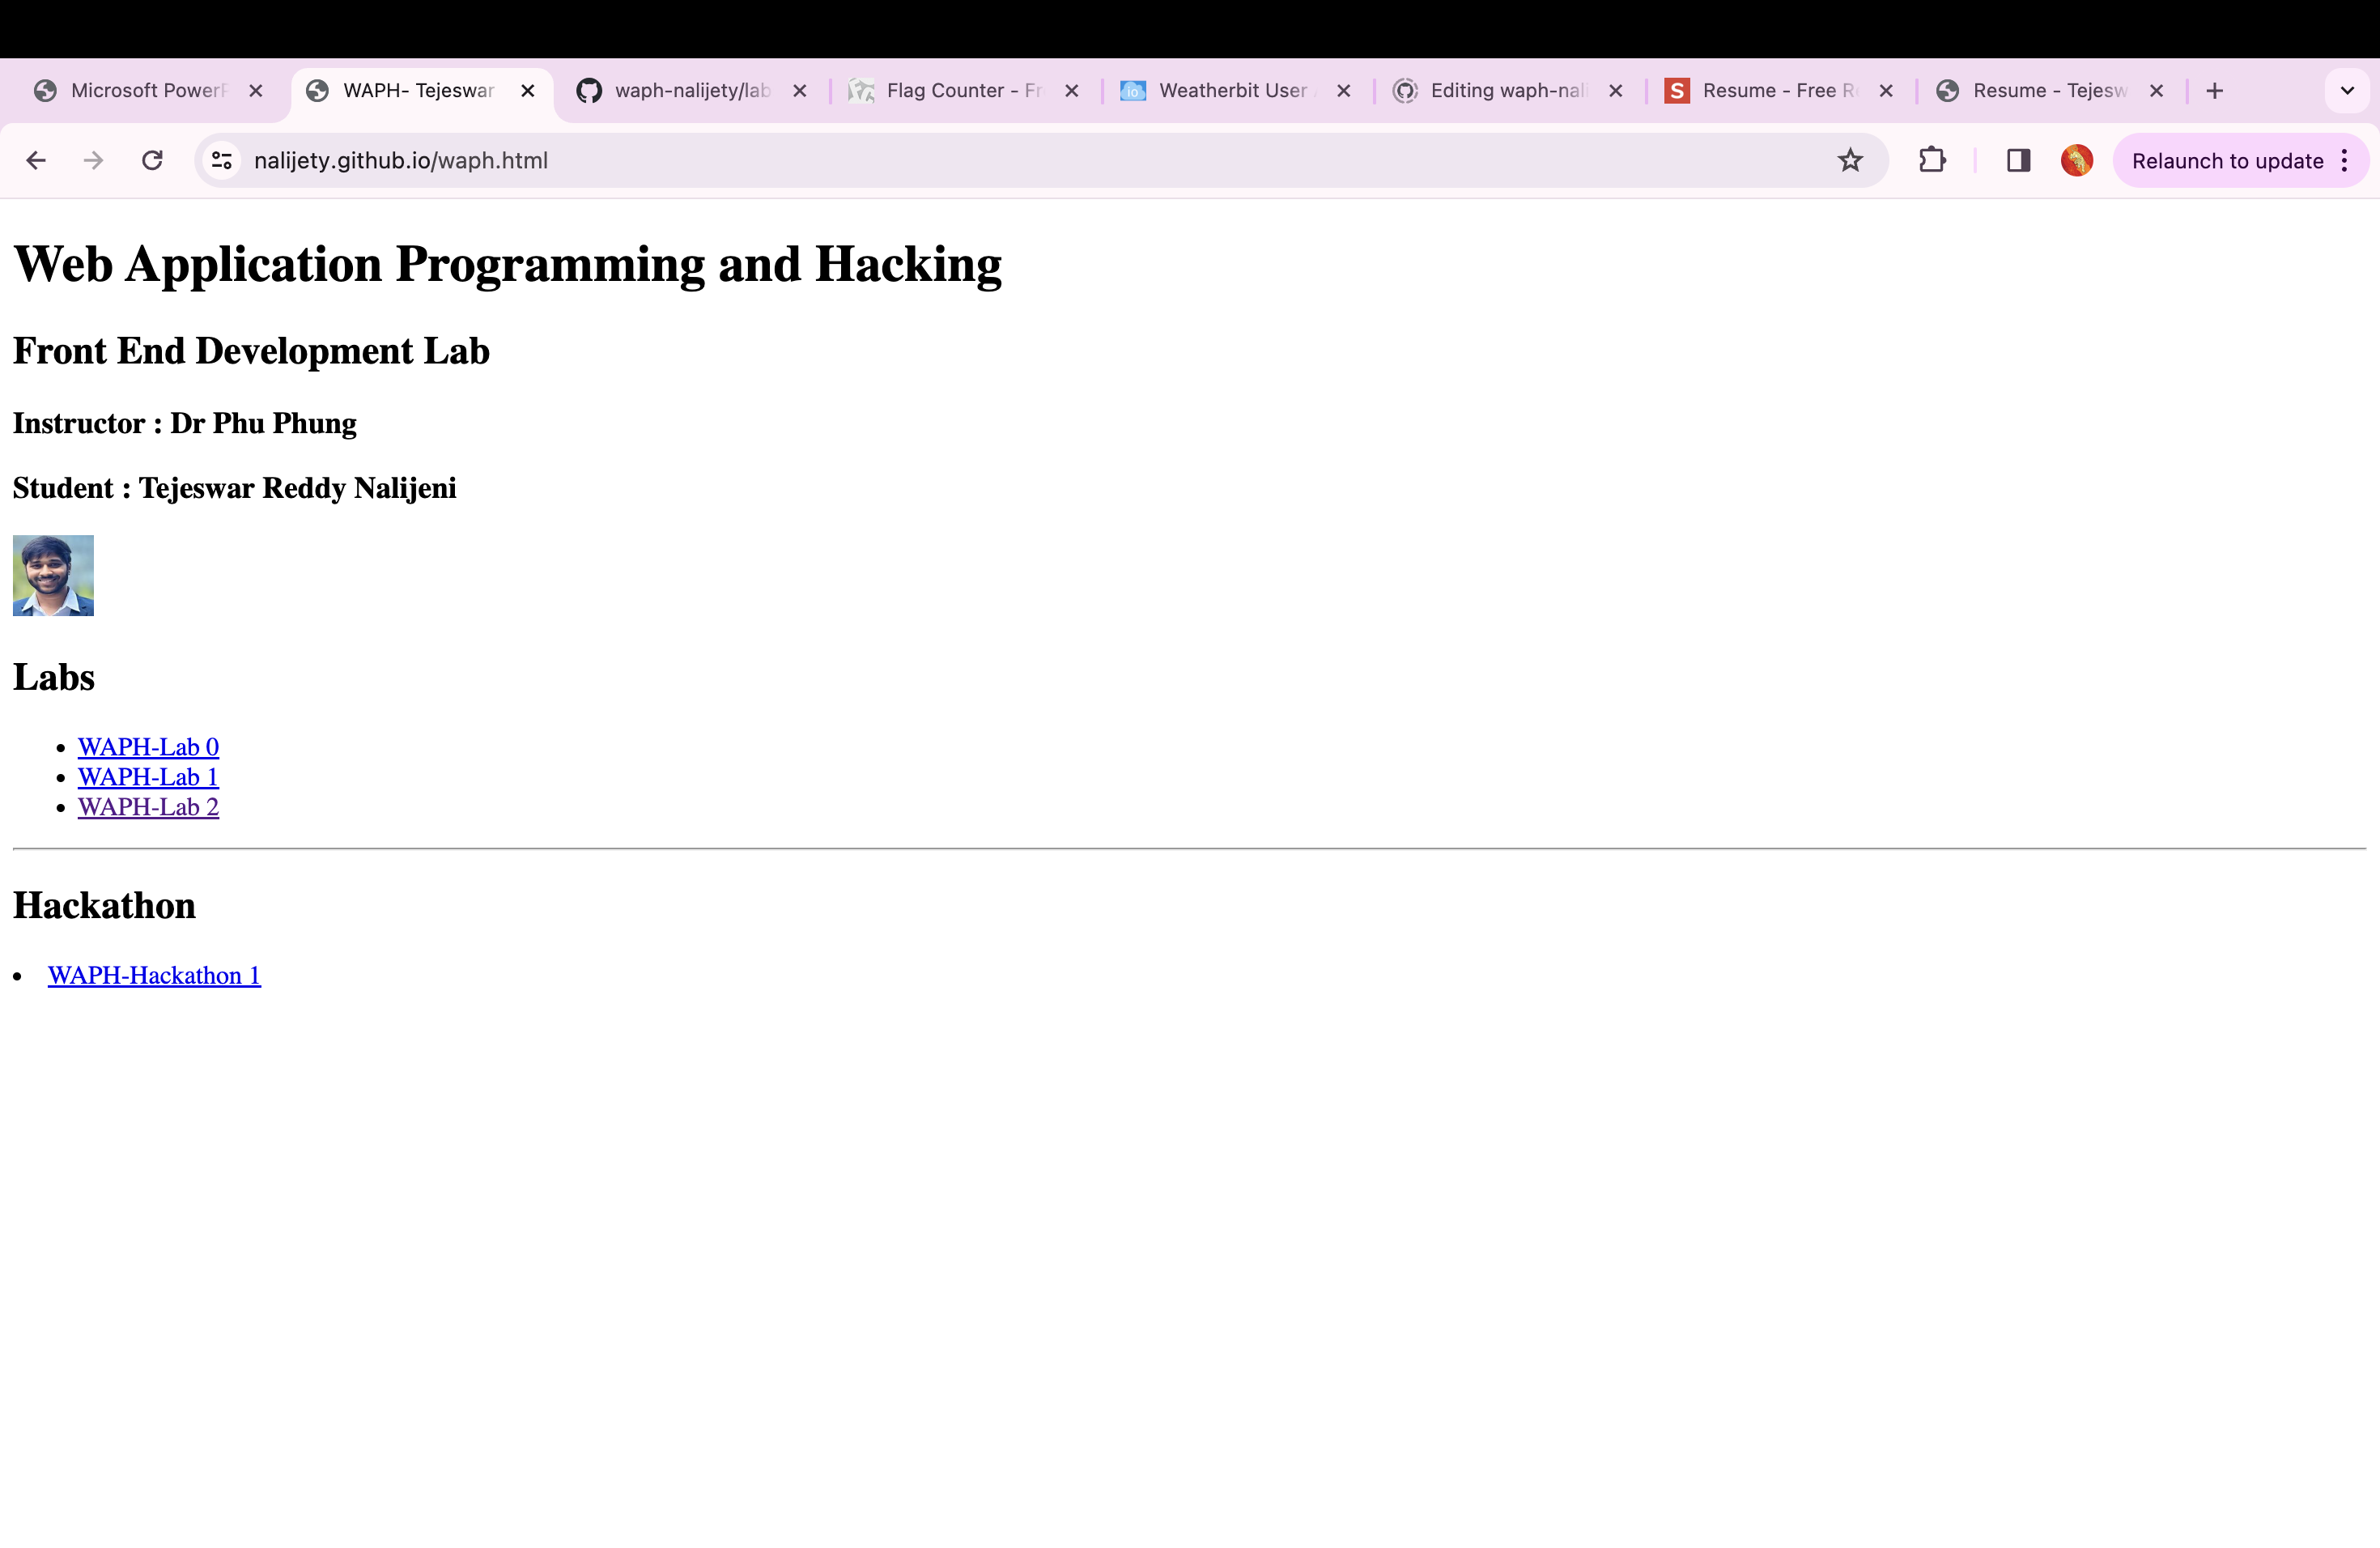 Microsoft PowerP
WAPH- Tejeswar
waph-nalijety/lab
Flag Counter - Fr
Weatherbit User
Editing waph-nali
Resume - Free R
Resume - Tejesw
nalijety.github.io/waph.html
Relaunch to update
Web Application Programming and Hacking
Front End Development Lab
Instructor : Dr Phu Phung
Student : Tejeswar Reddy Nalijeni
Labs
WAPH-Lab 0
WAPH-Lab 1
WAPH-Lab 2
Hackathon
WAPH-Hackathon 1